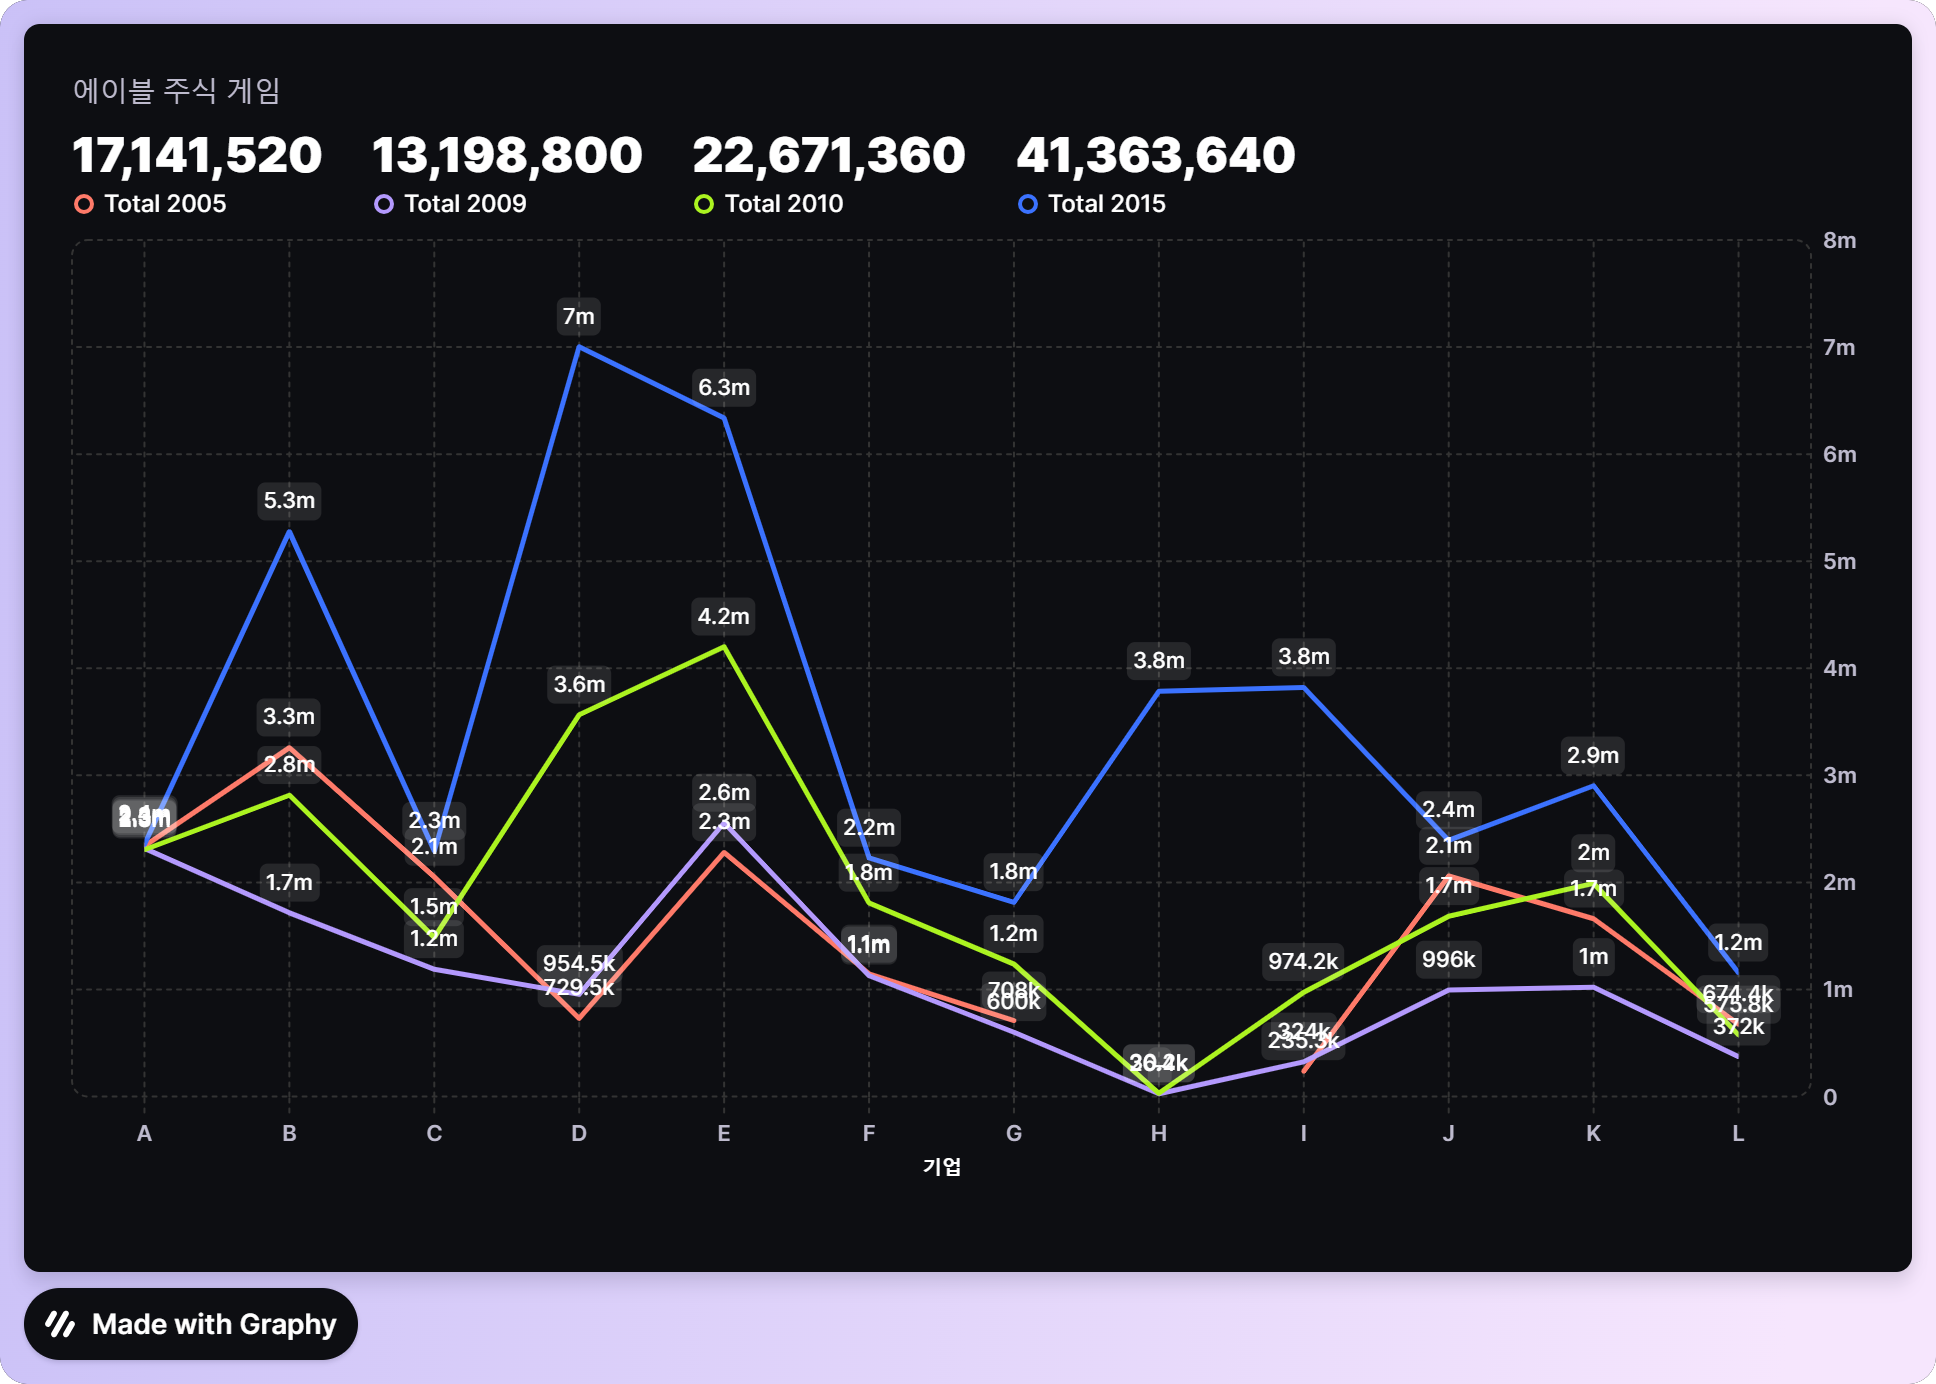 에이블 주식 게임
17,141,520 13,198,800 22,671,360 41,363,640
Total 2005 Total 2009 Total 2010 Total 2015
8m
7m
7m
6.3m
6m
5.3m
5m
4.2m
4m
3.8m 3.8m
3.6m
3.3m
3m
2.9m
2.8m
2.6m
2.3m 2.3m 2.2m 2.4m
2.1m 2.1m 2m
2m
1.7m 1.8m 1.8m 1.7m 1.7m
1.5m
1.2m 1.1m 1.2m 1.2m
954.5k 974.2k 996k 1m
1m
729.5k 708k 600k 674.4k
575.8k
324k 372k
235.3k
0
A B C D E F G H I J K L
기업
Made with Graphy